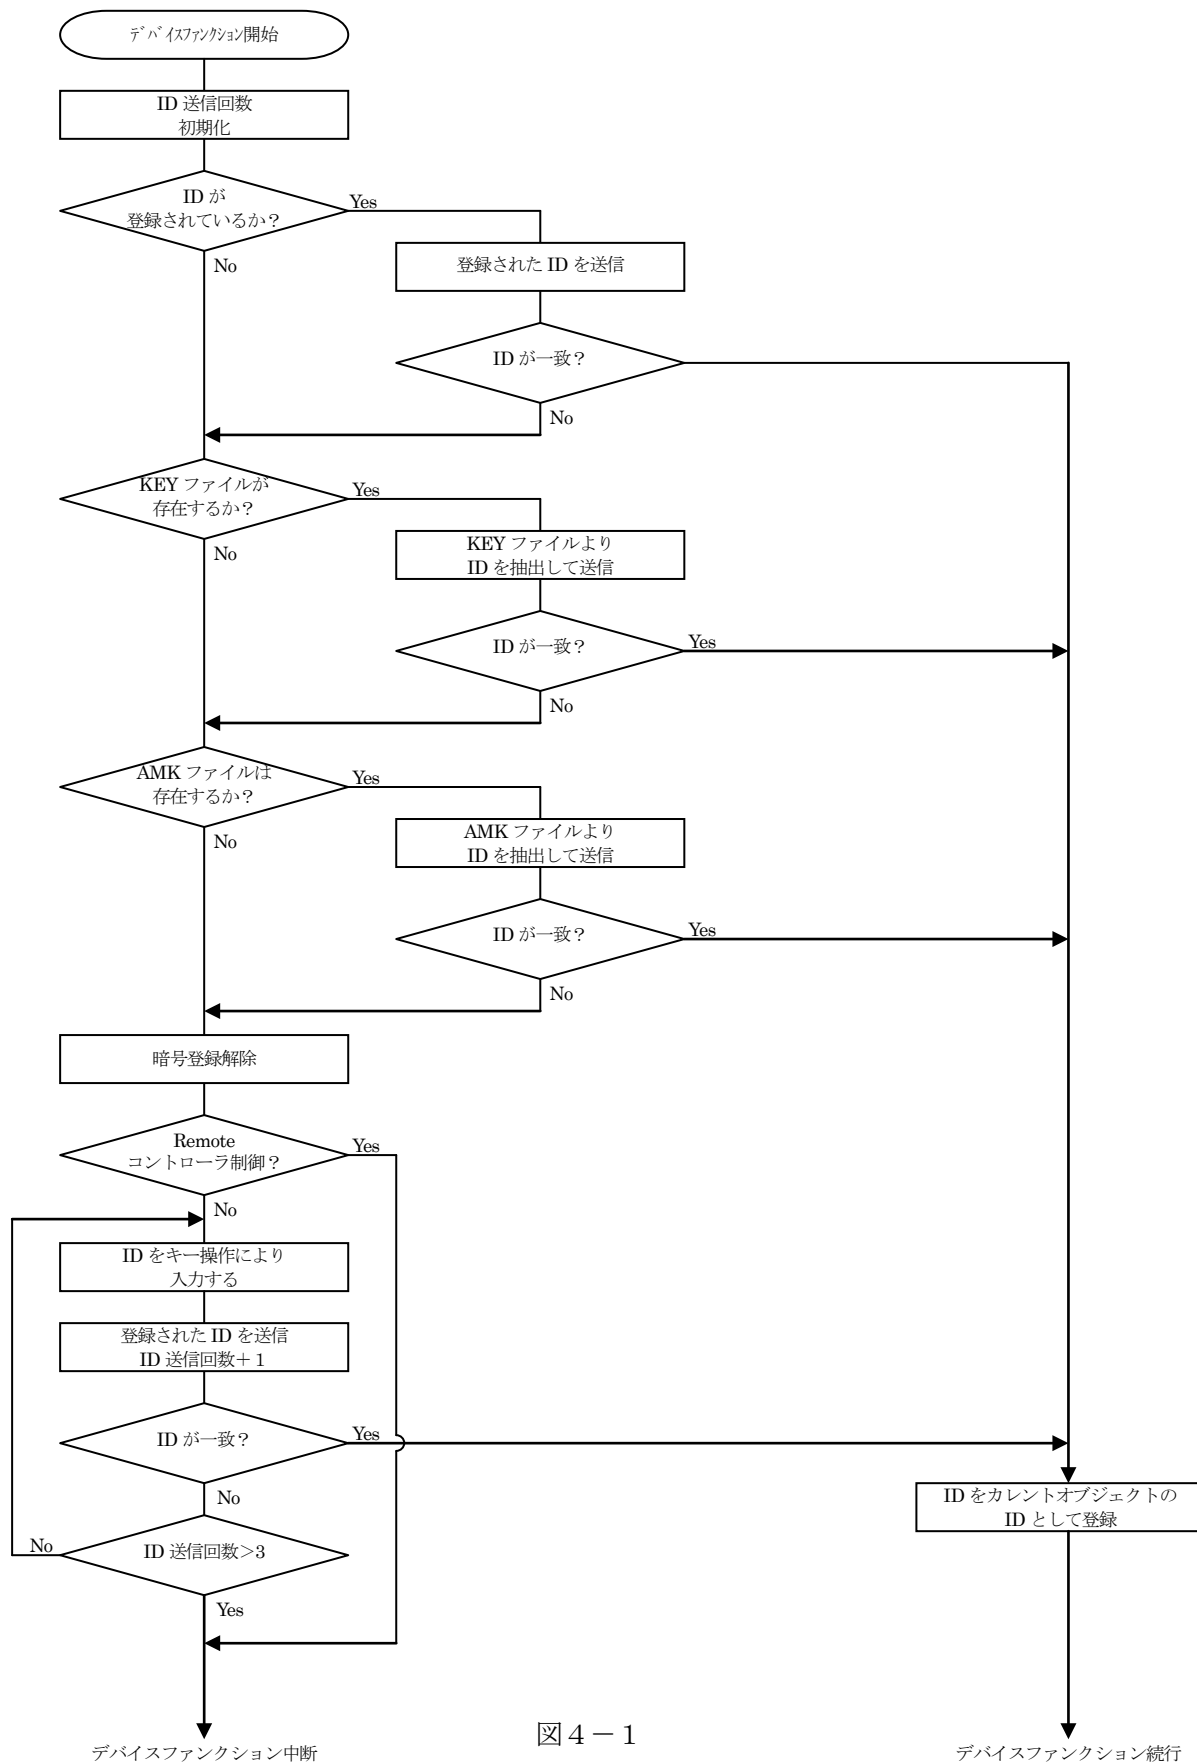 ﾃﾞﾊﾞｲｽﾌｧﾝｸｼｮﾝ開始
ID 送信回数
初期化
ID が
登録されているか？
Yes
No
登録された ID を送信
ID が一致？
No
KEY ファイルが
存在するか？
Yes
No
KEY ファイルより
ID を抽出して送信
ID が一致？
Yes
No
AMK ファイルは
存在するか？
Yes
No
AMK ファイルより
ID を抽出して送信
ID が一致？
Yes
No
暗号登録解除
Remote
コントローラ制御？
Yes
No
ID をキー操作により
入力する
登録された ID を送信
ID 送信回数＋１
ID が一致？
Yes
No
ID をカレントオブジェクトの
ID として登録
ID 送信回数＞3
No
Yes
図４－１
デバイスファンクション中断
デバイスファンクション続行